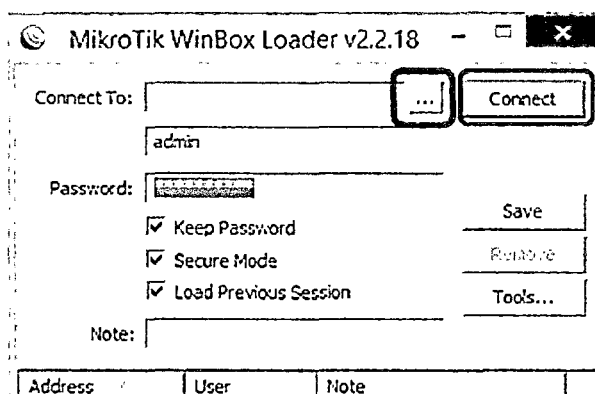 MikroTik WinBox Loader v2.2.18
Connect To: ... Connect
admin
Password:
Keep Password
Save
Secure Mode
Remove
Load Previous Session
Tools...
Note:
Address User Note